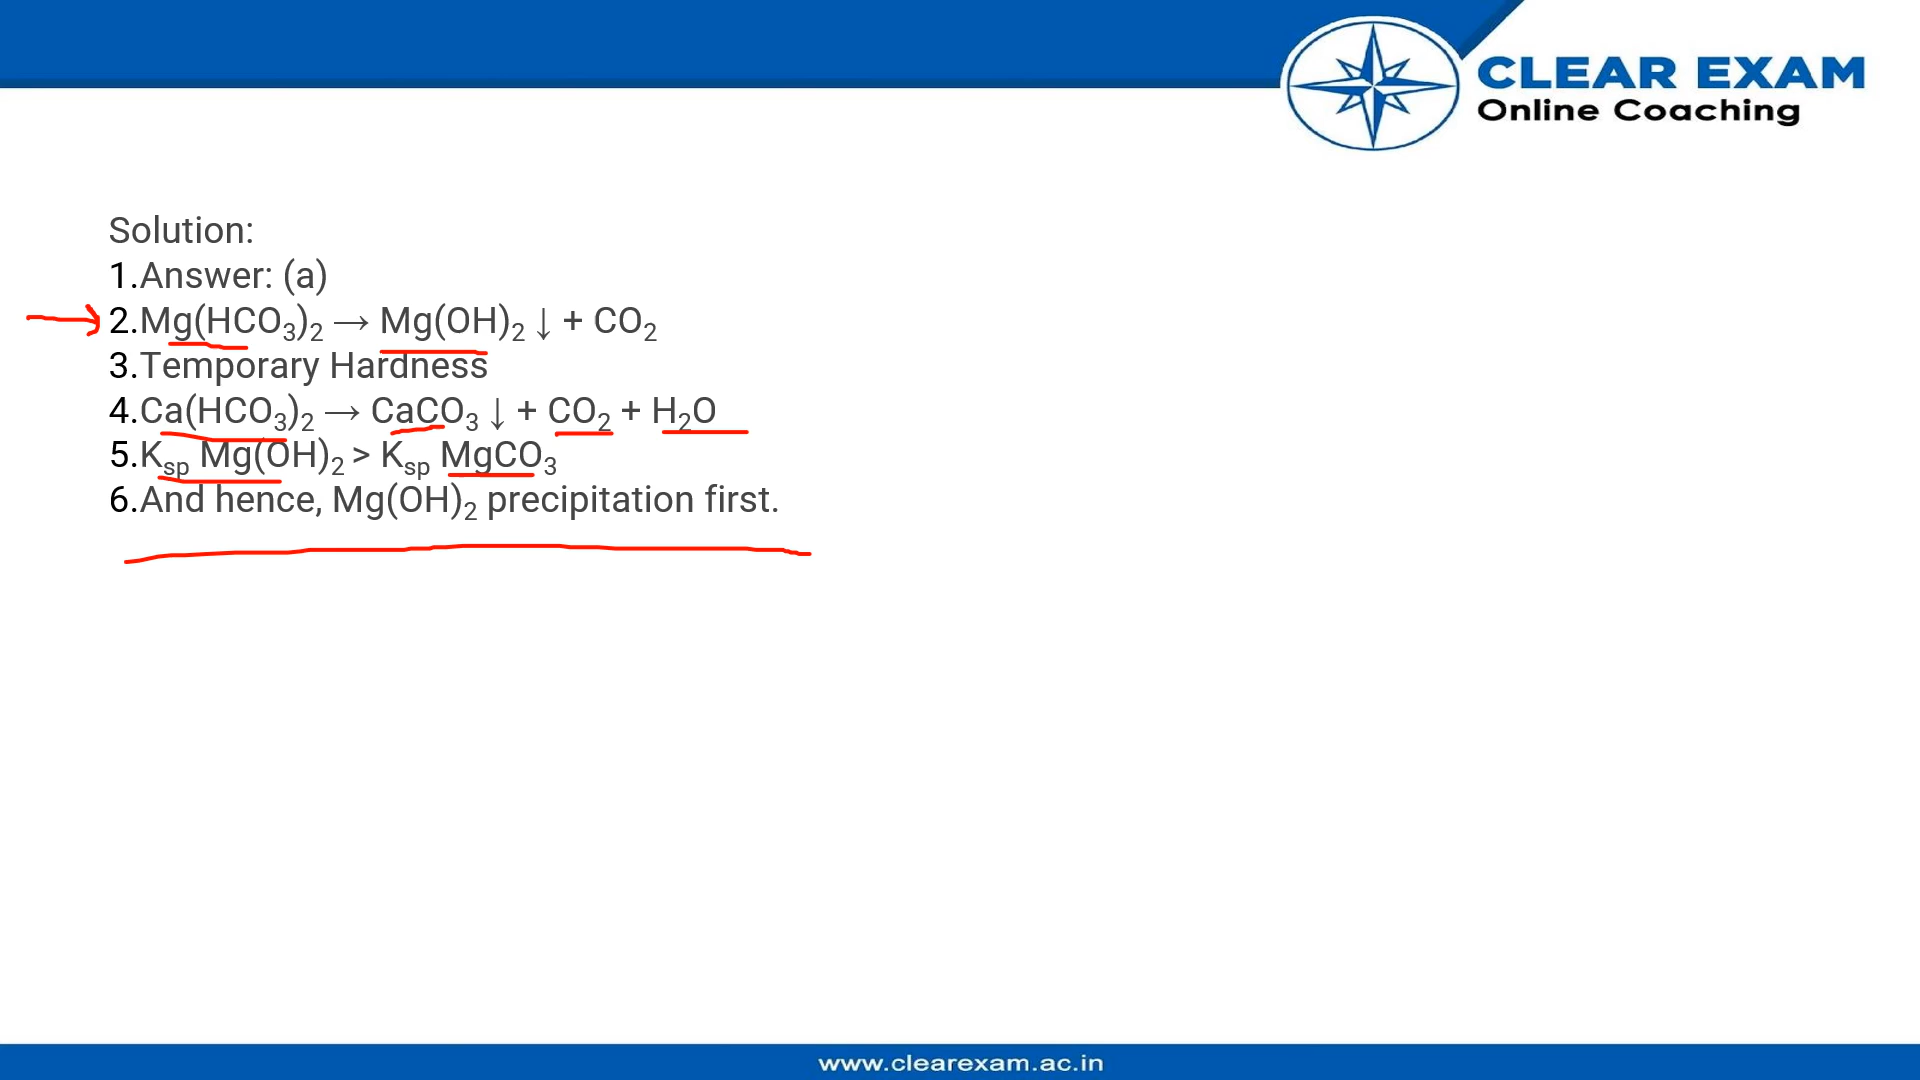 CLEAR EXAM
Online Coaching
Solution:
1.Answer: (a)
2.Mg(HCO₃)₂ → Mg(OH)₂ ↓ + CO₂
3.Temporary Hardness
4.Ca(HCO₃)₂ → CaCO₃ ↓ + CO₂ + H₂O
5.Kₛₚ Mg(OH)₂ > Kₛₚ MgCO₃
6.And hence, Mg(OH)₂ precipitation first.
www.clearexam.ac.in